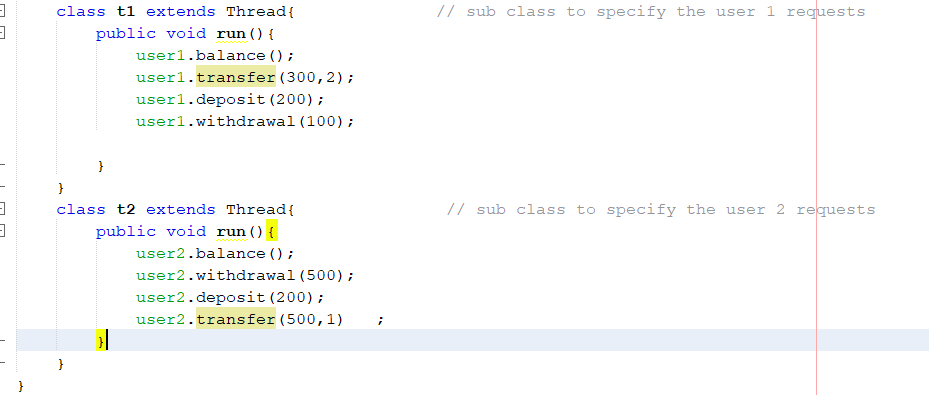 class t1 extends Thread{ // sub class to specify the user 1 requests
public void run(){
user1.balance();
user1.transfer(300,2);
user1.deposit(200);
user1.withdrawal(100);
}
}
class t2 extends Thread{ // sub class to specify the user 2 requests
public void run(){
user2.balance();
user2.withdrawal(500);
user2.deposit(200);
user2.transfer(500,1) ;
}
}
}